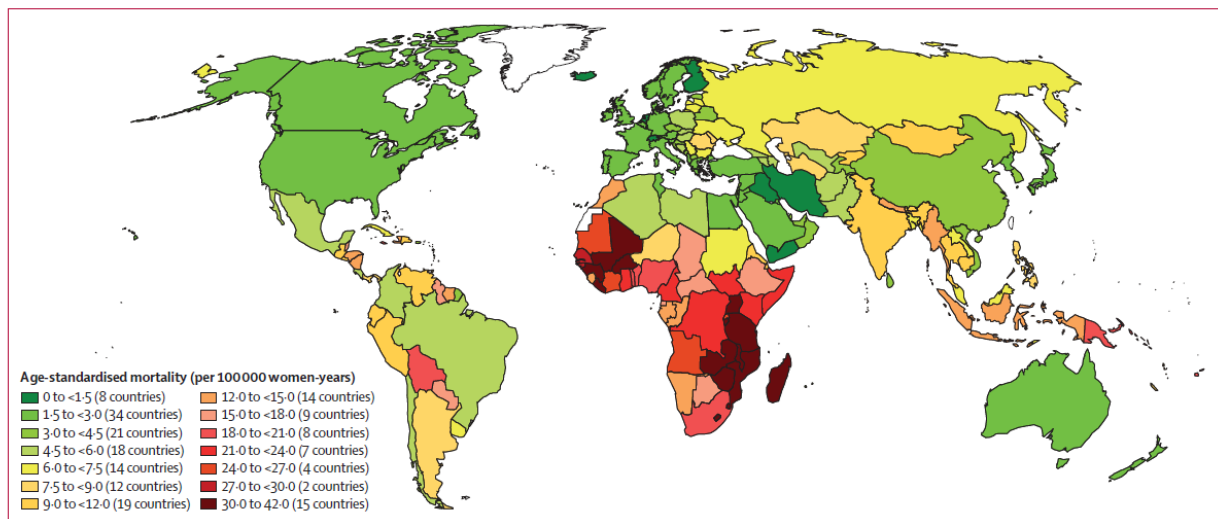 Age-standardised mortality (per 100 000 women-years)
0 to <1·5 (8 countries)
1·5 to <3·0 (34 countries)
3·0 to <4·5 (21 countries)
4·5 to <6·0 (18 countries)
6·0 to <7·5 (14 countries)
7·5 to <9·0 (12 countries)
9·0 to <12·0 (19 countries)
12·0 to <15·0 (14 countries)
15·0 to <18·0 (9 countries)
18·0 to <21·0 (8 countries)
21·0 to <24·0 (7 countries)
24·0 to <27·0 (4 countries)
27·0 to <30·0 (2 countries)
30·0 to 42·0 (15 countries)